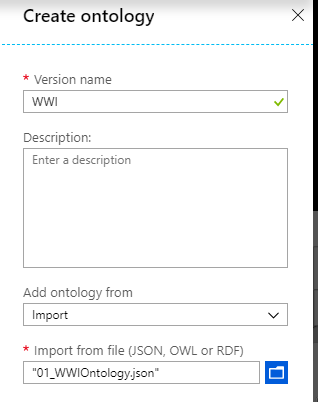 Create ontology
* Version name
WWI
Description:
Enter a description
Add ontology from
Import
* Import from file (JSON, OWL or RDF)
"01_WWIOntology.json"